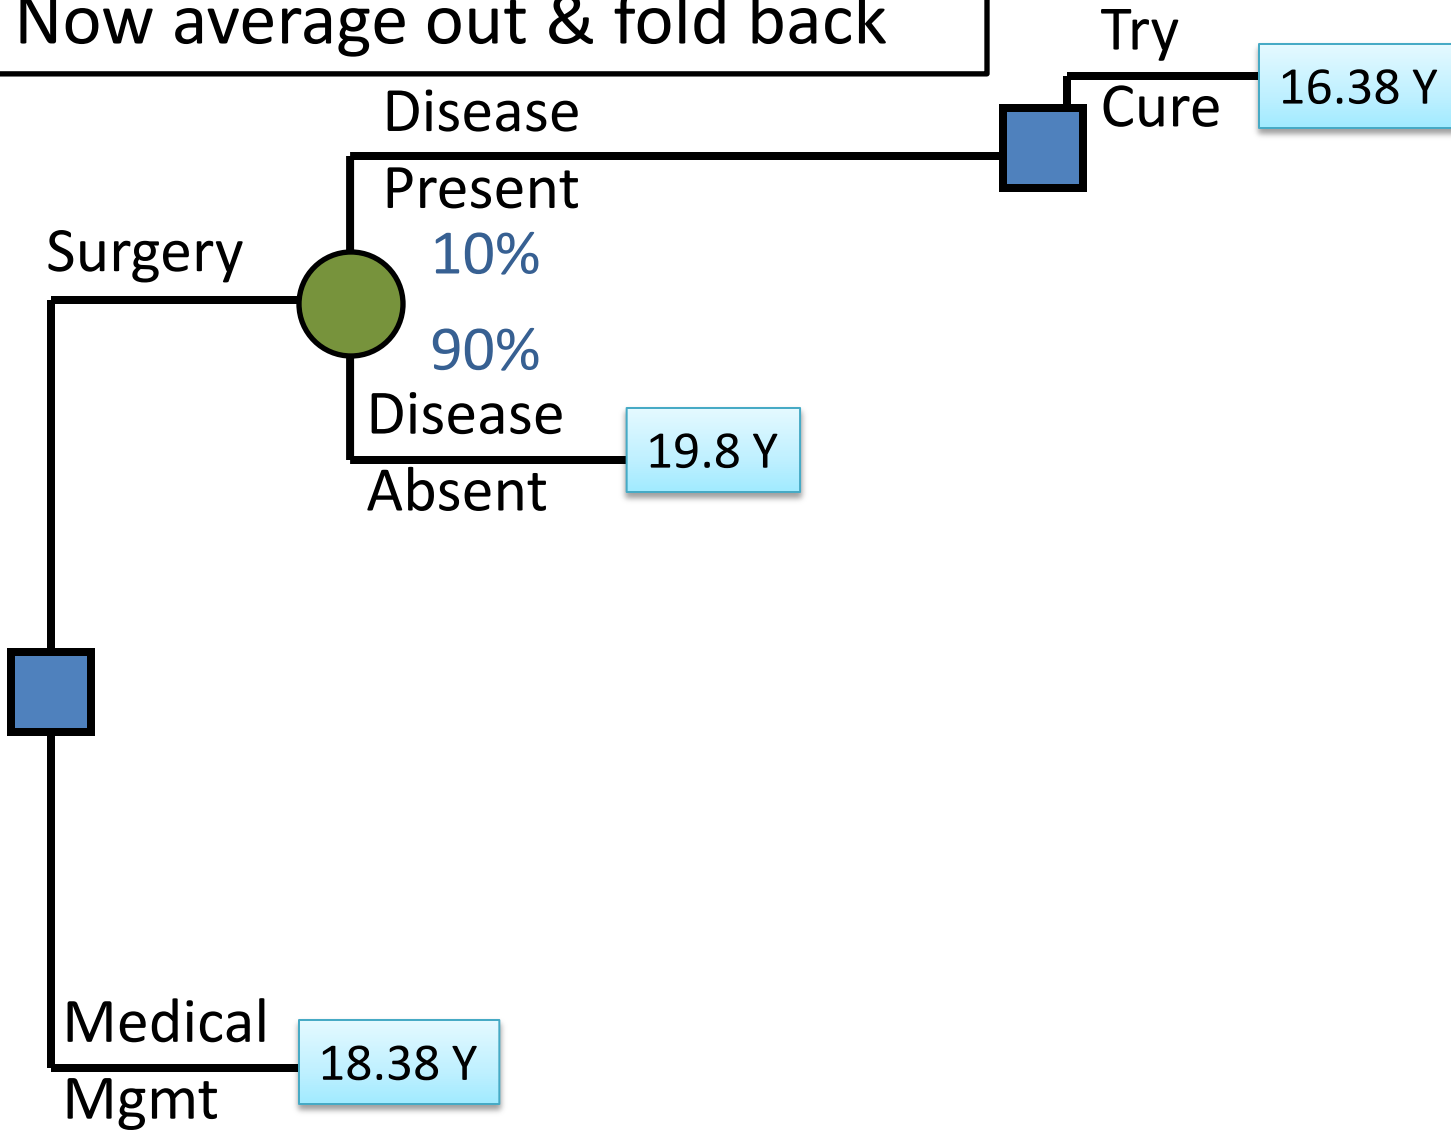 Now average out & fold back
Try
Cure
16.38 Y
Disease
Present
10%
Surgery
90%
Disease
Absent
19.8 Y
Medical
Mgmt
18.38 Y